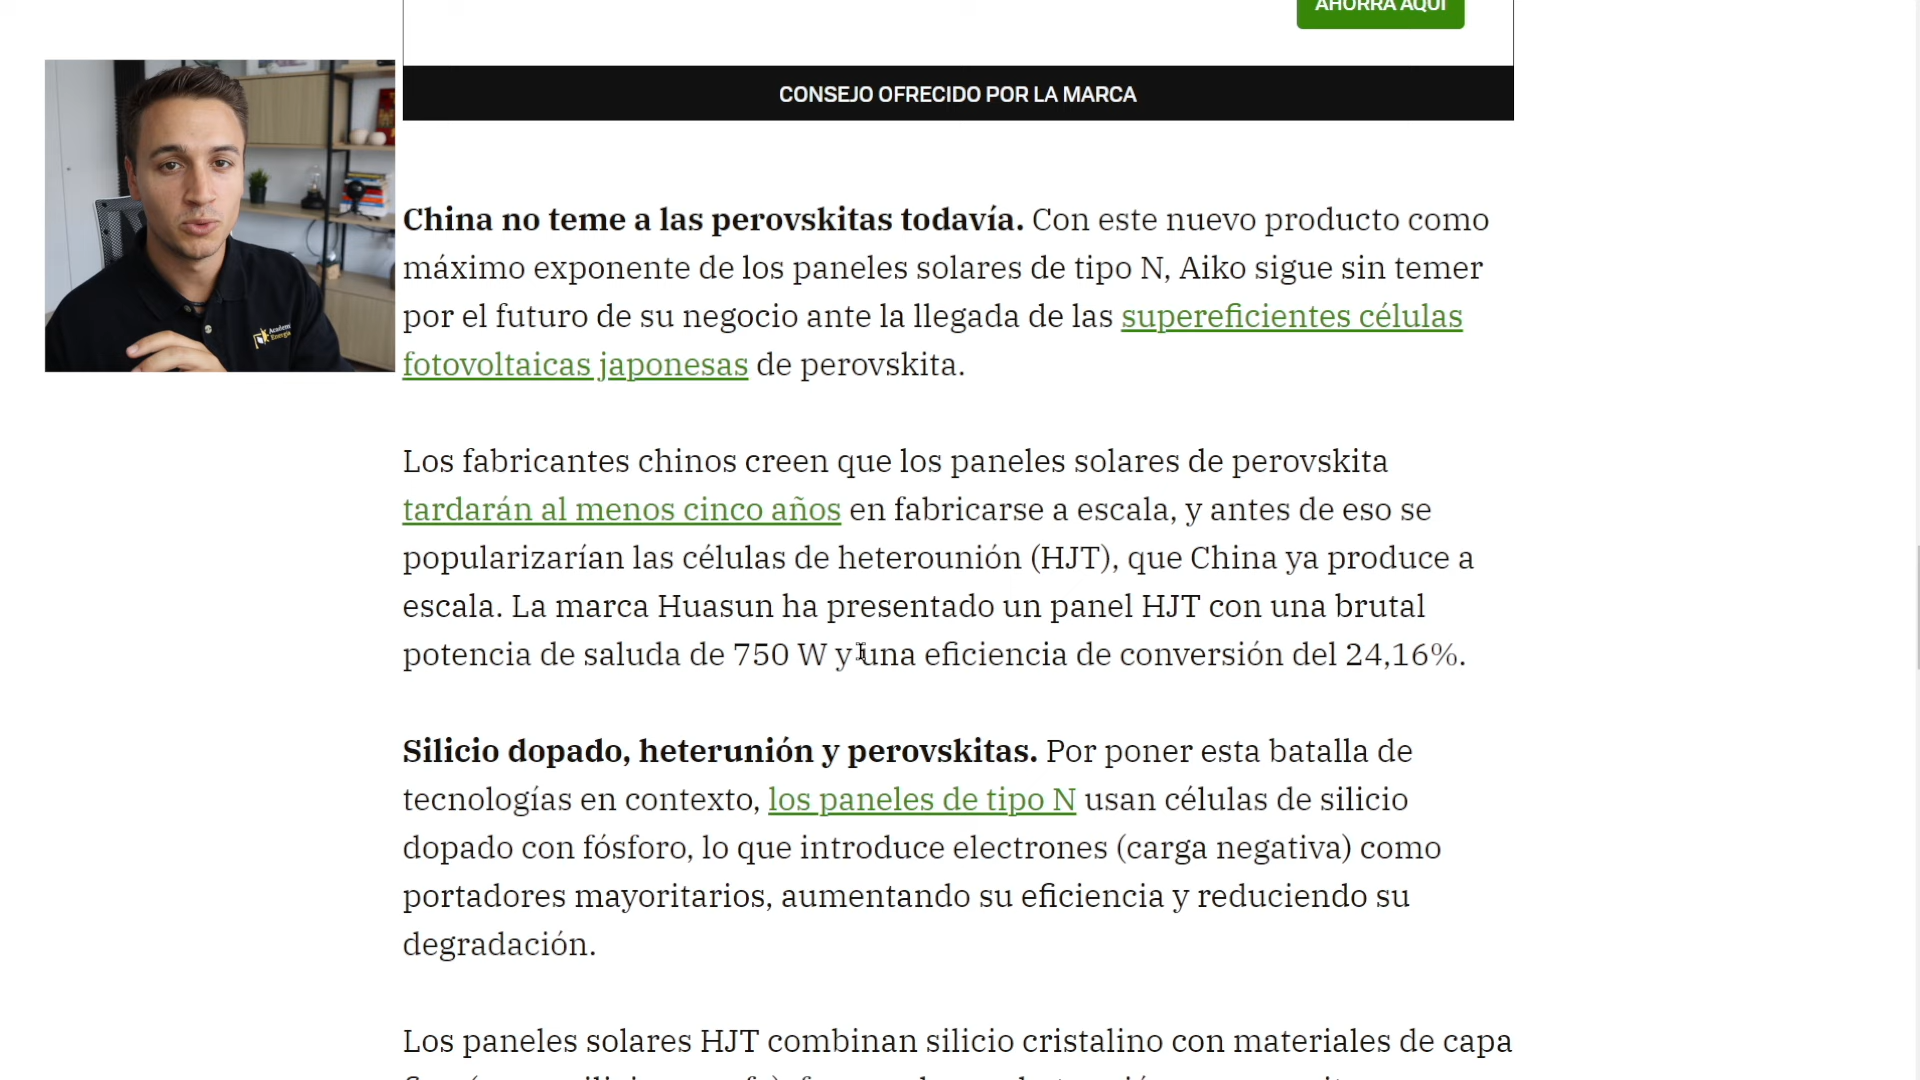 AHORRA AQUÍ
CONSEJO OFRECIDO POR LA MARCA
China no teme a las perovskitas todavía. Con este nuevo producto como
máximo exponente de los paneles solares de tipo N, Aiko sigue sin temer
por el futuro de su negocio ante la llegada de las supereficientes células
fotovoltaicas japonesas de perovskita.
Los fabricantes chinos creen que los paneles solares de perovskita
tardarán al menos cinco años en fabricarse a escala, y antes de eso se
popularizarían las células de heterounión (HJT), que China ya produce a
escala. La marca Huasun ha presentado un panel HJT con una brutal
potencia de saluda de 750 W y una eficiencia de conversión del 24,16%.
Silicio dopado, heterunión y perovskitas. Por poner esta batalla de
tecnologías en contexto, los paneles de tipo N usan células de silicio
dopado con fósforo, lo que introduce electrones (carga negativa) como
portadores mayoritarios, aumentando su eficiencia y reduciendo su
degradación.
Los paneles solares HJT combinan silicio cristalino con materiales de capa